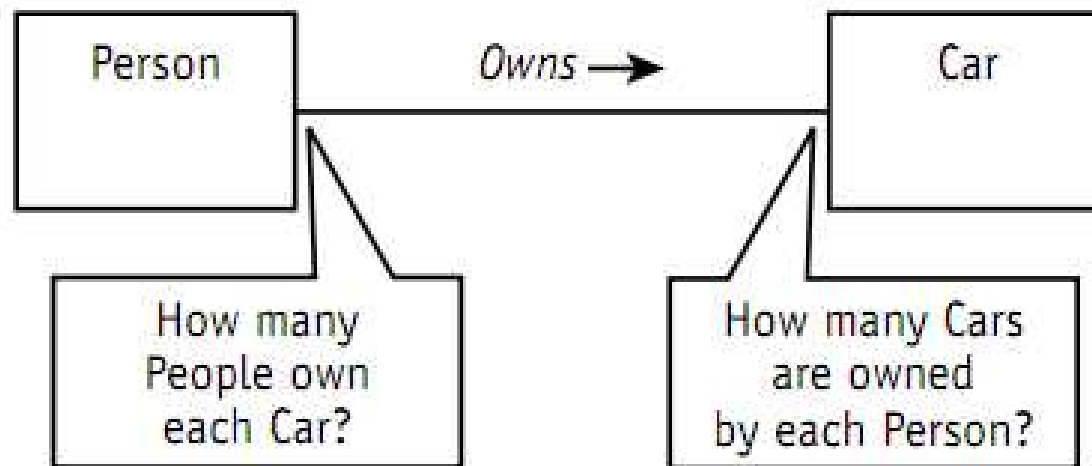 Person
Owns
Car
How many
People own
each Car?
How many Cars
are owned
by each Person?